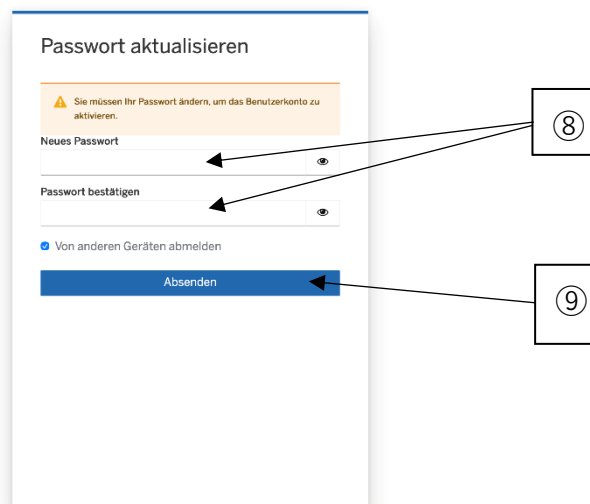 Passwort aktualisieren
Sie müssen Ihr Passwort ändern, um das Benutzerkonto zu
aktivieren.
Neues Passwort
⑧
Passwort bestätigen
Von anderen Geräten abmelden
Absenden
⑨